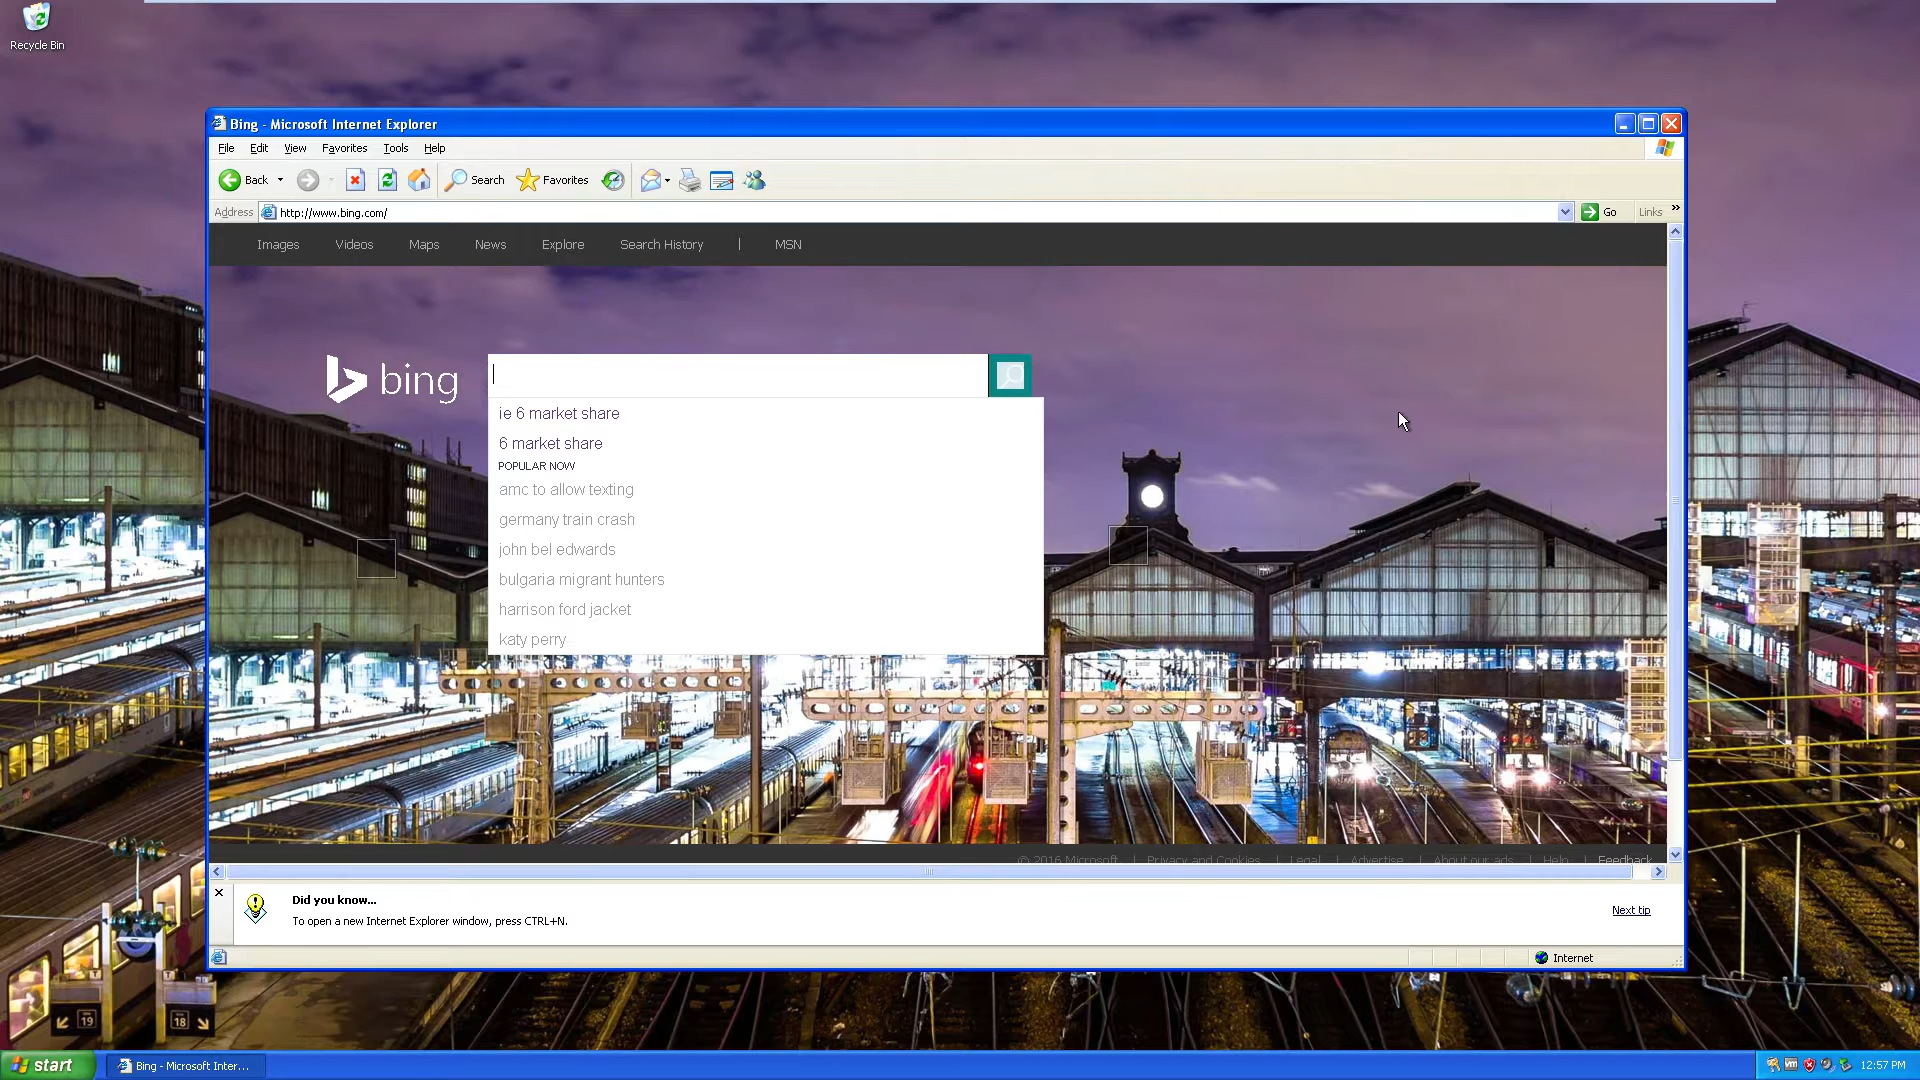 Recycle Bin
Bing - Microsoft Internet Explorer
File Edit View Favorites Tools Help
Back Search Favorites
Address http://www.bing.com/ Go Links »
Images Videos Maps News Explore Search History | MSN
bing
ie 6 market share
6 market share
POPULAR NOW
amc to allow texting
germany train crash
john bel edwards
bulgaria migrant hunters
harrison ford jacket
katy perry
© 2016 Microsoft | Privacy and Cookies | Legal | Advertise | About our ads | Help | Feedback
Did you know...
To open a new Internet Explorer window, press CTRL+N.
Next tip
Internet
19
18
start Bing - Microsoft Inter... 12:57 PM